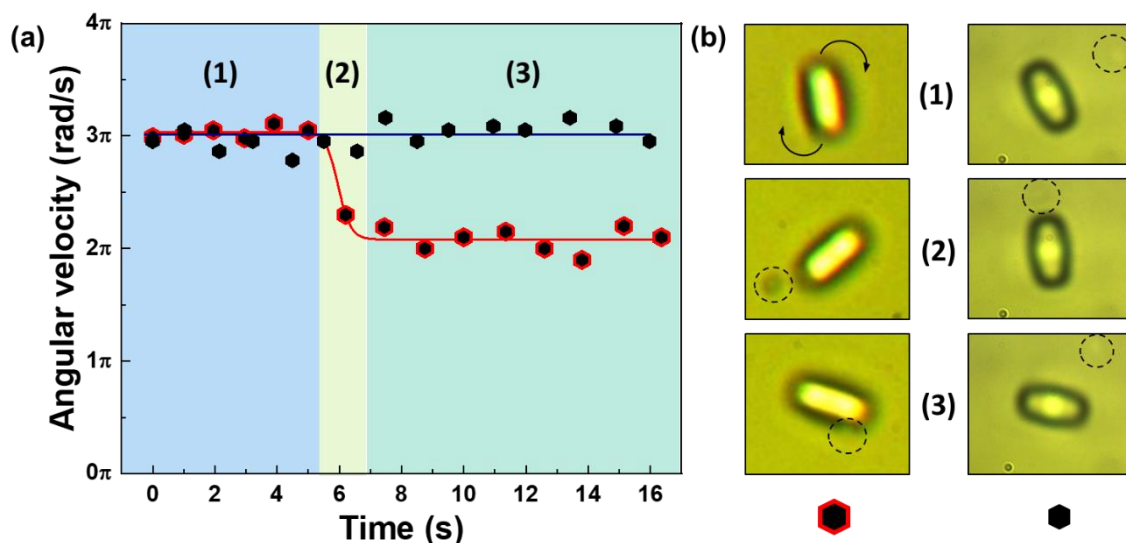 (a)
Angular velocity (rad/s)
4π
3π
2π
1π
0π
(1)
(2)
(3)
0
2
4
6
8
10
12
14
16
Time (s)
(b)
(1)
(2)
(3)